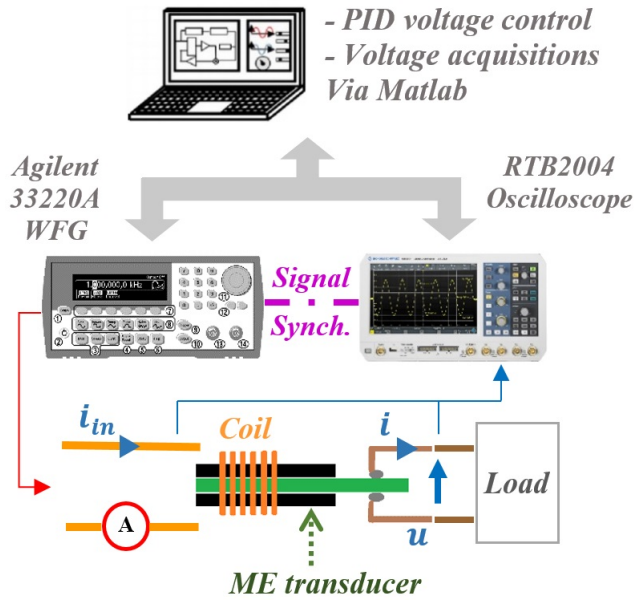 - PID voltage control
- Voltage acquisitions
Via Matlab
Agilent
33220A
WFG
RTB2004
Oscilloscope
1.000,000,0 kHz
Signal
Synch.
i_in
Coil
i
A
u
Load
ME transducer